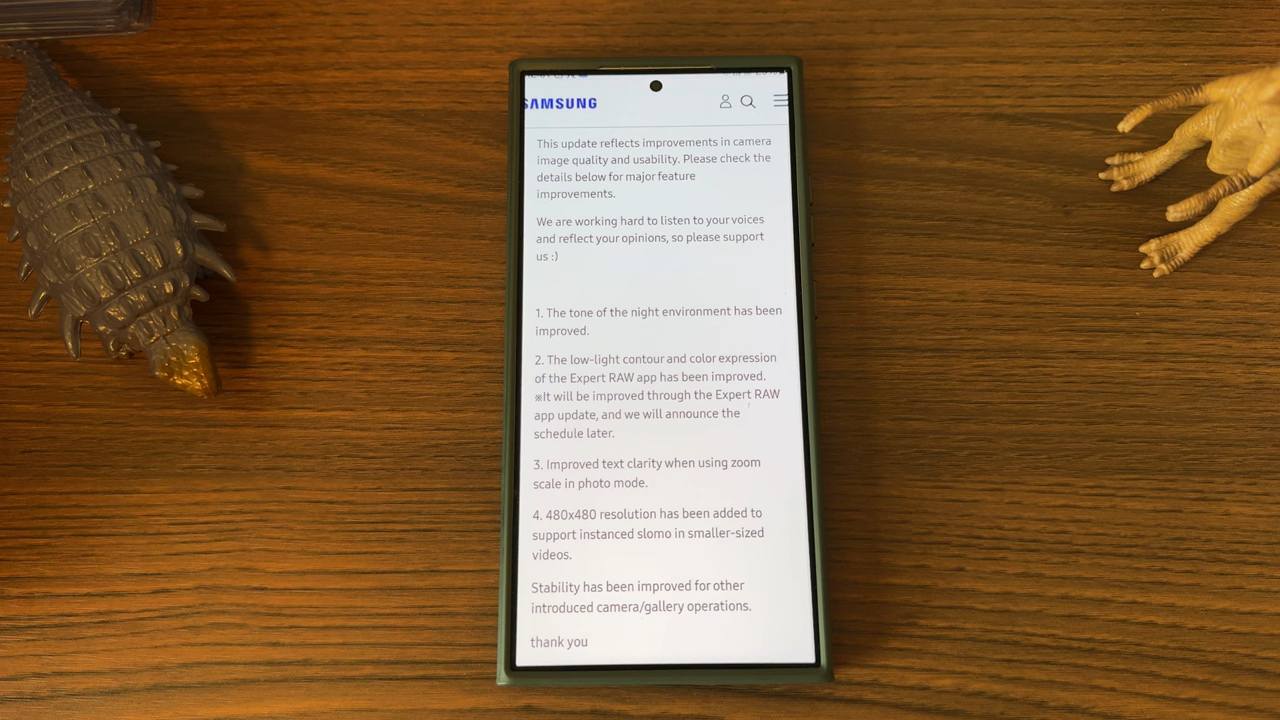 SAMSUNG
This update reflects improvements in camera
image quality and usability. Please check the
details below for major feature
improvements.
We are working hard to listen to your voices
and reflect your opinions, so please support
us :)
1. The tone of the night environment has been
improved.
2. The low-light contour and color expression
of the Expert RAW app has been improved.
※It will be improved through the Expert RAW
app update, and we will announce the
schedule later.
3. Improved text clarity when using zoom
scale in photo mode.
4. 480x480 resolution has been added to
support instanced slomo in smaller-sized
videos.
Stability has been improved for other
introduced camera/gallery operations.
thank you